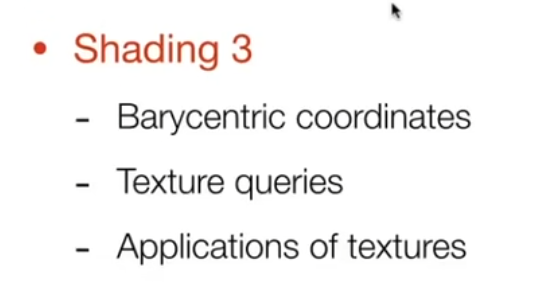 • Shading 3
- Barycentric coordinates
- Texture queries
- Applications of textures